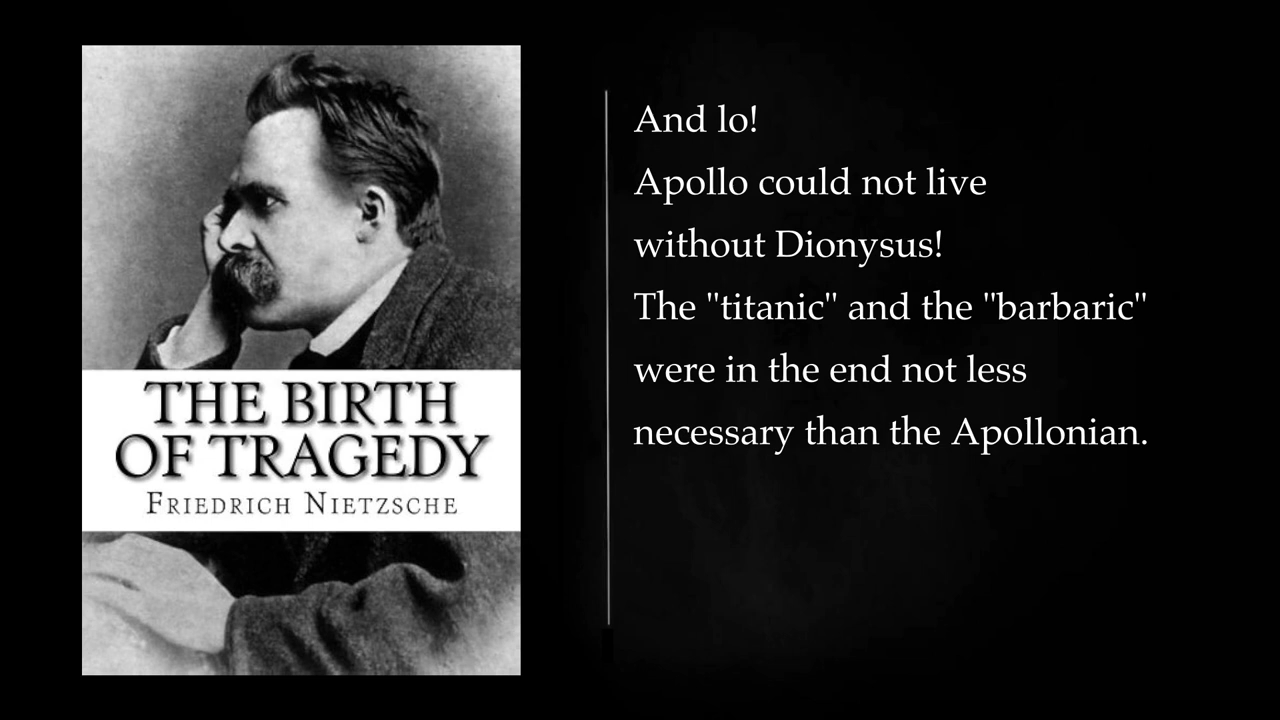 THE BIRTH
OF TRAGEDY
FRIEDRICH NIETZSCHE
And lo!
Apollo could not live
without Dionysus!
The "titanic" and the "barbaric"
were in the end not less
necessary than the Apollonian.